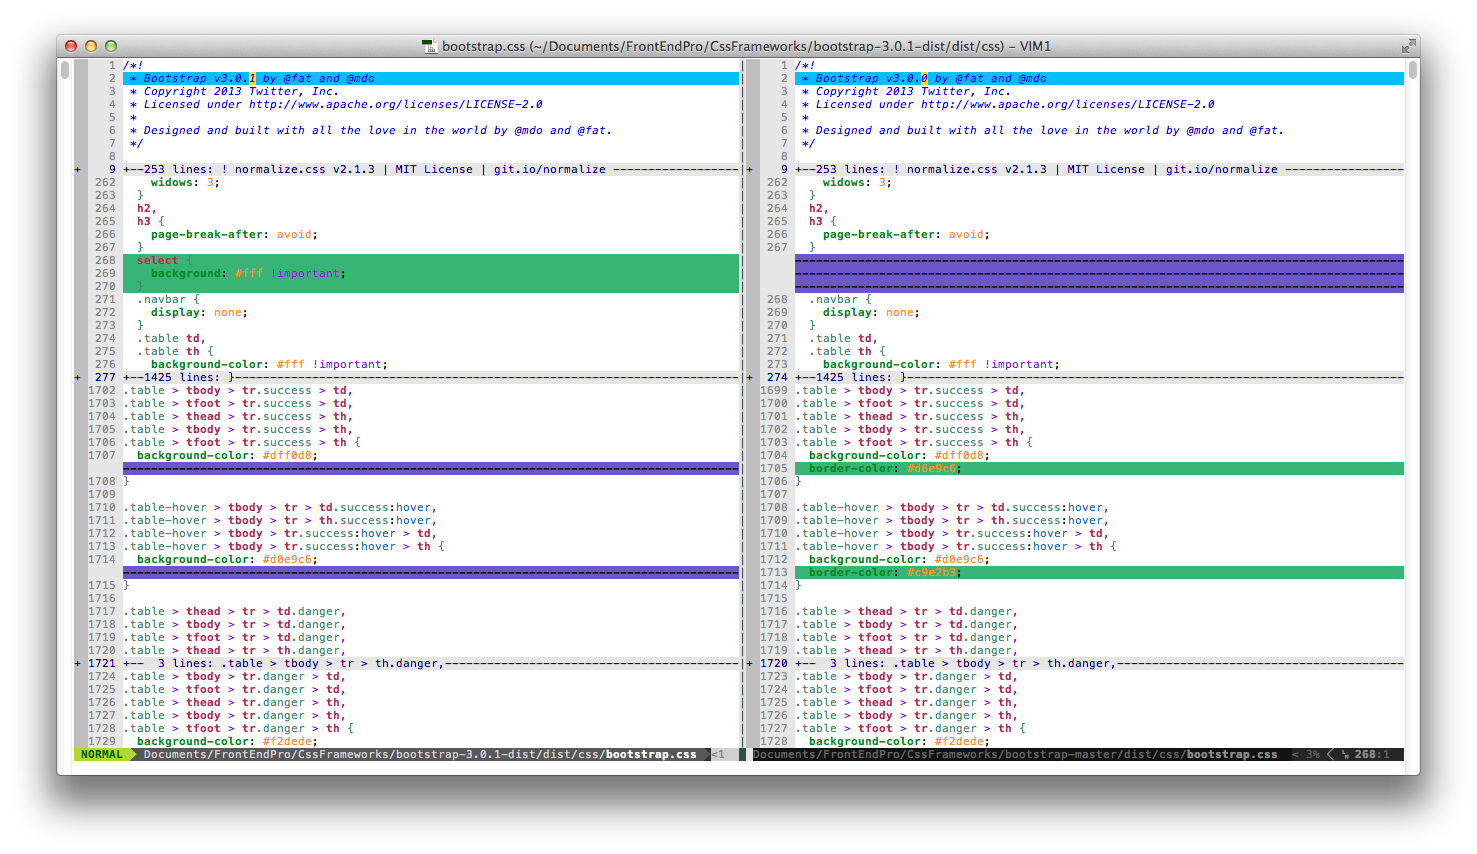 bootstrap.css (~/Documents/FrontEndPro/CssFrameworks/bootstrap-3.0.1-dist/dist/css) – VIM1
1 /*!
2  * Bootstrap v3.0.1 by @fat and @mdo
3  * Copyright 2013 Twitter, Inc.
4  * Licensed under http://www.apache.org/licenses/LICENSE-2.0
5  *
6  * Designed and built with all the love in the world by @mdo and @fat.
7  */
8
+ 9 +--253 lines: ! normalize.css v2.1.3 | MIT License | git.io/normalize ------------------
262     widows: 3;
263   }
264   h2,
265   h3 {
266     page-break-after: avoid;
267   }
268   select {
269     background: #fff !important;
270   }
271   .navbar {
272     display: none;
273   }
274   .table td,
275   .table th {
276     background-color: #fff !important;
+ 277 +--1425 lines: }------------------------------------------------------------------------
1702 .table > tbody > tr.success > td,
1703 .table > tfoot > tr.success > td,
1704 .table > thead > tr.success > th,
1705 .table > tbody > tr.success > th,
1706 .table > tfoot > tr.success > th {
1707   background-color: #dff0d8;
----------------------------------------------------------------------------------------
1708 }
1709
1710 .table-hover > tbody > tr > td.success:hover,
1711 .table-hover > tbody > tr > th.success:hover,
1712 .table-hover > tbody > tr.success:hover > td,
1713 .table-hover > tbody > tr.success:hover > th {
1714   background-color: #d0e9c6;
----------------------------------------------------------------------------------------
1715 }
1716
1717 .table > thead > tr > td.danger,
1718 .table > tbody > tr > td.danger,
1719 .table > tfoot > tr > td.danger,
1720 .table > thead > tr > th.danger,
+ 1721 +--  3 lines: .table > tbody > tr > th.danger,------------------------------------------
1724 .table > tbody > tr.danger > td,
1725 .table > tfoot > tr.danger > td,
1726 .table > thead > tr.danger > th,
1727 .table > tbody > tr.danger > th,
1728 .table > tfoot > tr.danger > th {
1729   background-color: #f2dede;
NORMAL Documents/FrontEndPro/CssFrameworks/bootstrap-3.0.1-dist/dist/css/bootstrap.css <1
1 /*!
2  * Bootstrap v3.0.0 by @fat and @mdo
3  * Copyright 2013 Twitter, Inc.
4  * Licensed under http://www.apache.org/licenses/LICENSE-2.0
5  *
6  * Designed and built with all the love in the world by @mdo and @fat.
7  */
8
+ 9 +--253 lines: ! normalize.css v2.1.3 | MIT License | git.io/normalize ------------------
262     widows: 3;
263   }
264   h2,
265   h3 {
266     page-break-after: avoid;
267   }
----------------------------------------------------------------------------------------
----------------------------------------------------------------------------------------
----------------------------------------------------------------------------------------
268   .navbar {
269     display: none;
270   }
271   .table td,
272   .table th {
273     background-color: #fff !important;
+ 274 +--1425 lines: }------------------------------------------------------------------------
1699 .table > tbody > tr.success > td,
1700 .table > tfoot > tr.success > td,
1701 .table > thead > tr.success > th,
1702 .table > tbody > tr.success > th,
1703 .table > tfoot > tr.success > th {
1704   background-color: #dff0d8;
1705   border-color: #d6e9c6;
1706 }
1707
1708 .table-hover > tbody > tr > td.success:hover,
1709 .table-hover > tbody > tr > th.success:hover,
1710 .table-hover > tbody > tr.success:hover > td,
1711 .table-hover > tbody > tr.success:hover > th {
1712   background-color: #d0e9c6;
1713   border-color: #c9e2b3;
1714 }
1715
1716 .table > thead > tr > td.danger,
1717 .table > tbody > tr > td.danger,
1718 .table > tfoot > tr > td.danger,
1719 .table > thead > tr > th.danger,
+ 1720 +--  3 lines: .table > tbody > tr > th.danger,------------------------------------------
1723 .table > tbody > tr.danger > td,
1724 .table > tfoot > tr.danger > td,
1725 .table > thead > tr.danger > th,
1726 .table > tbody > tr.danger > th,
1727 .table > tfoot > tr.danger > th {
1728   background-color: #f2dede;
Documents/FrontEndPro/CssFrameworks/bootstrap-master/dist/css/bootstrap.css < 3% 268:1